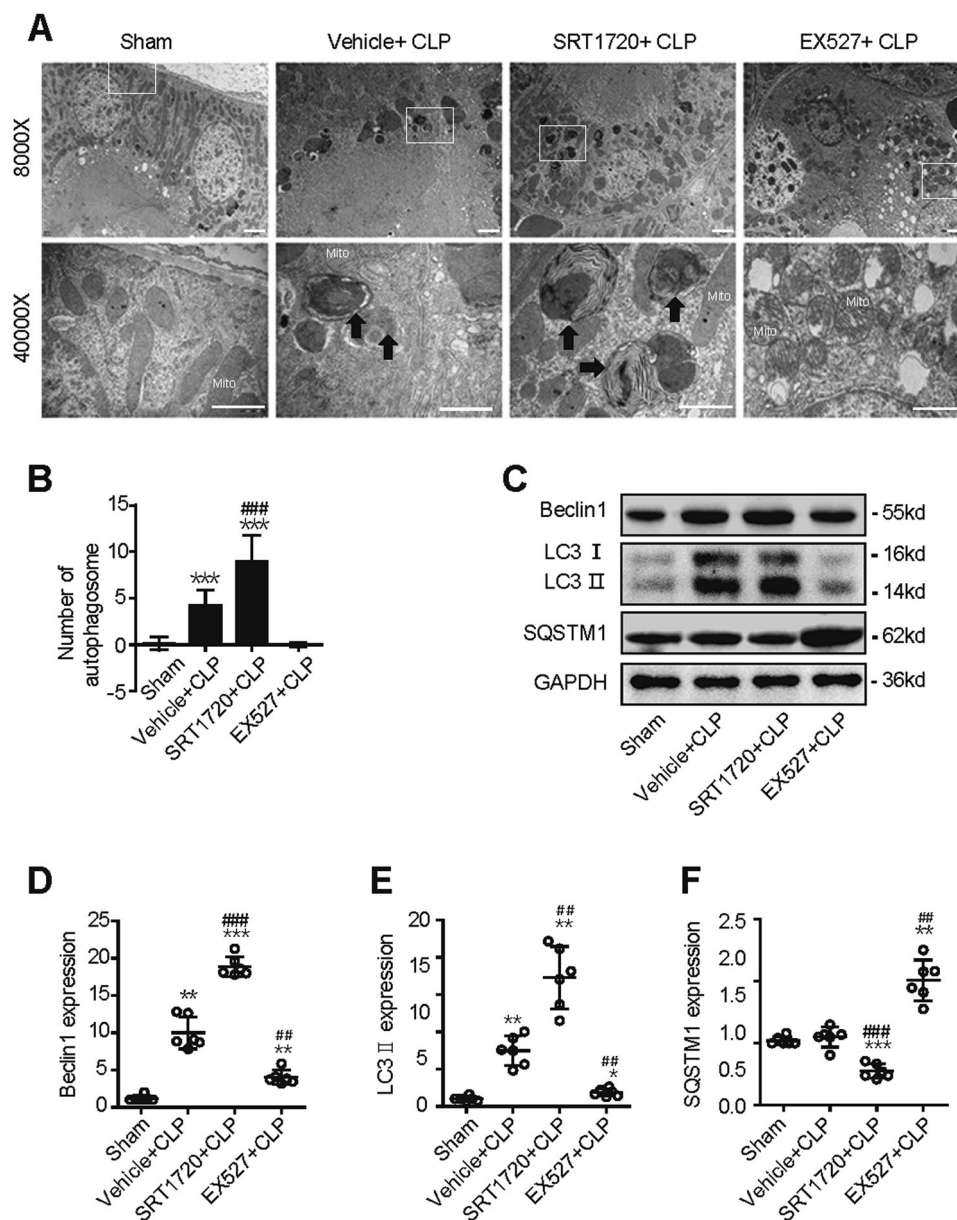 A
Sham
Vehicle+ CLP
SRT1720+ CLP
EX527+ CLP
8000X
40000X
Mito
Mito
Mito
Mito
Mito
B
Number of
autophagosome
15
10
5
0
-5
###
***
***
Sham
Vehicle+CLP
SRT1720+CLP
EX527+CLP
C
Beclin1
- 55kd
LC3 Ⅰ
- 16kd
LC3 Ⅱ
- 14kd
SQSTM1
- 62kd
GAPDH
- 36kd
Sham
Vehicle+CLP
SRT1720+CLP
EX527+CLP
D
Beclin1 expression
25
20
15
10
5
0
**
###
***
##
**
Sham
Vehicle+CLP
SRT1720+CLP
EX527+CLP
E
LC3Ⅱ expression
20
15
10
5
0
**
##
**
##
*
Sham
Vehicle+CLP
SRT1720+CLP
EX527+CLP
F
SQSTM1 expression
2.5
2.0
1.0
0.5
0.0
###
***
##
**
Sham
Vehicle+CLP
SRT1720+CLP
EX527+CLP